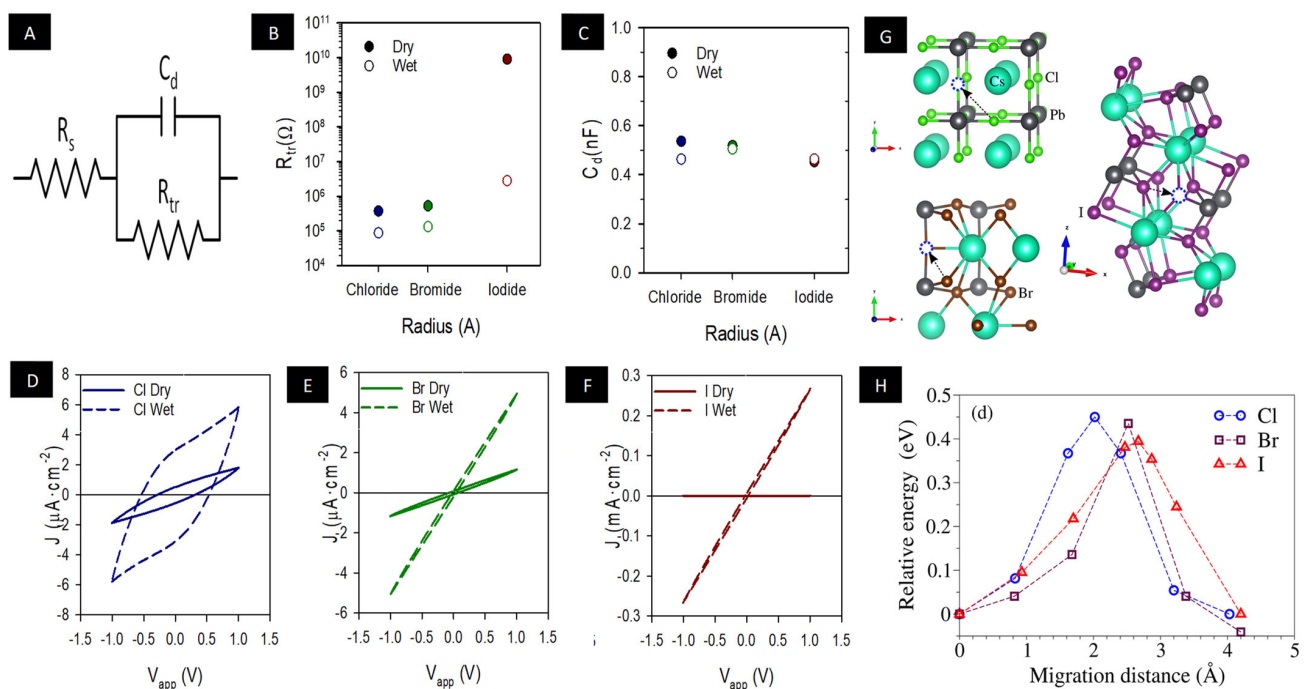 A
R_s
C_d
R_tr
B
R_tr(Ω)
10^11
10^10
10^9
10^8
10^7
10^6
10^5
10^4
Dry
Wet
Chloride
Bromide
Iodide
Radius (A)
C
C_d(nF)
1.0
0.8
0.6
0.4
0.2
0.0
Dry
Wet
Chloride
Bromide
Iodide
Radius (A)
G
Cs
Cl
Pb
y
x
I
z
y
x
Br
y
x
D
J (μA·cm^-2)
8
6
4
2
0
-2
-4
-6
-8
Cl Dry
Cl Wet
-1.5 -1.0 -0.5 0.0 0.5 1.0 1.5
V_app (V)
E
J (μA·cm^-2)
6
4
2
0
-2
-4
-6
Br Dry
Br Wet
-1.5 -1.0 -0.5 0.0 0.5 1.0 1.5
V_app (V)
F
J (mA·cm^-2)
0.3
0.2
0.1
0.0
-0.1
-0.2
-0.3
I Dry
I Wet
-1.5 -1.0 -0.5 0.0 0.5 1.0 1.5
V_app (V)
H
(d)
Relative energy (eV)
0.5
0.4
0.3
0.2
0.1
0
Cl
Br
I
0 1 2 3 4 5
Migration distance (Å)